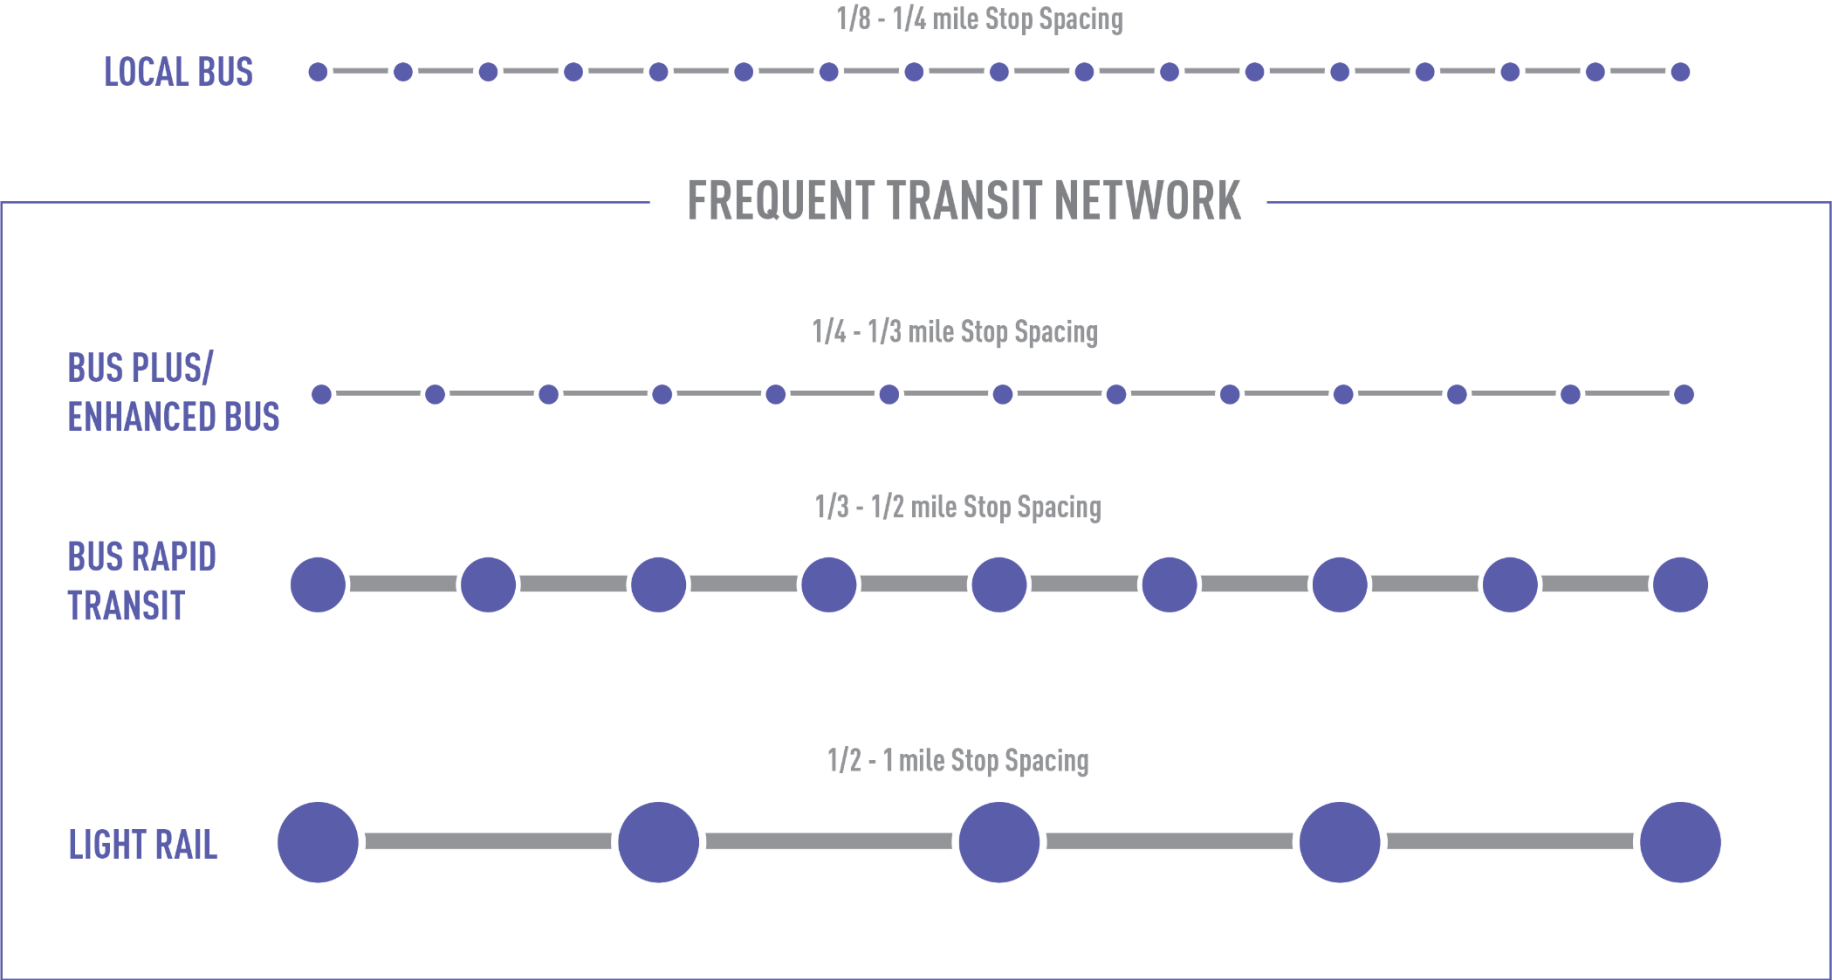 1/8 - 1/4 mile Stop Spacing
LOCAL BUS
FREQUENT TRANSIT NETWORK
1/4 - 1/3 mile Stop Spacing
BUS PLUS/
ENHANCED BUS
1/3 - 1/2 mile Stop Spacing
BUS RAPID
TRANSIT
1/2 - 1 mile Stop Spacing
LIGHT RAIL